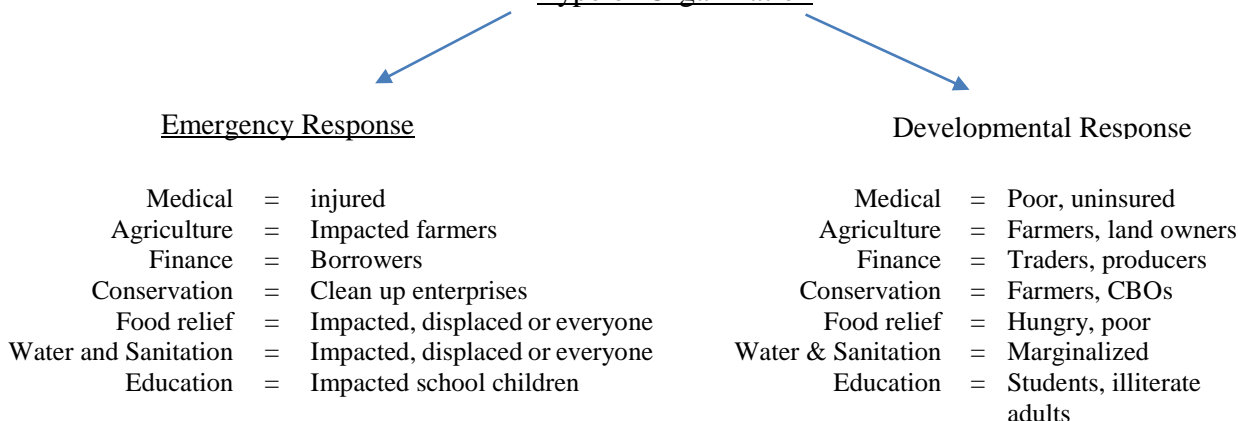 Emergency Response
Medical = injured
Agriculture = Impacted farmers
Finance = Borrowers
Conservation = Clean up enterprises
Food relief = Impacted, displaced or everyone
Water and Sanitation = Impacted, displaced or everyone
Education = Impacted school children
Developmental Response
Medical = Poor, uninsured
Agriculture = Farmers, land owners
Finance = Traders, producers
Conservation = Farmers, CBOs
Food relief = Hungry, poor
Water & Sanitation = Marginalized
Education = Students, illiterate
adults